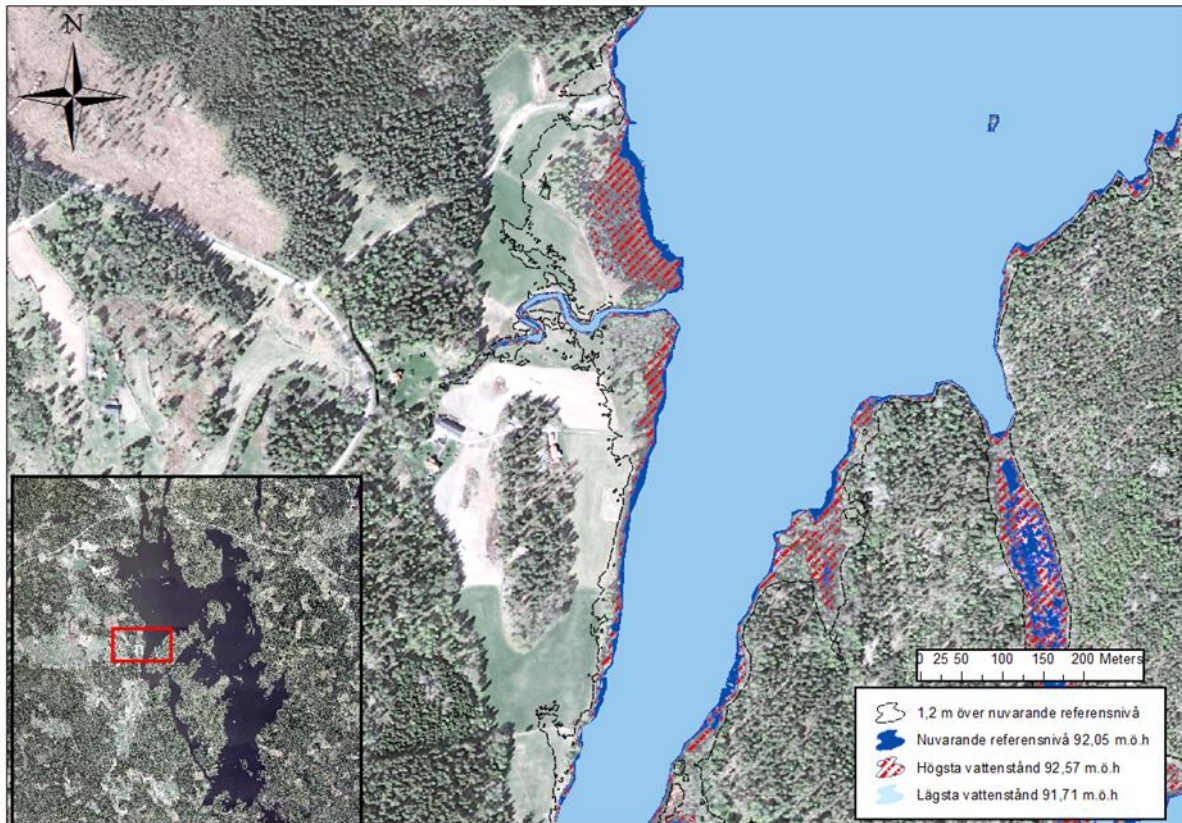 N
0 25 50 100 150 200 Meters
1,2 m över nuvarande referensnivå
Nuvarande referensnivå 92,05 m.ö.h
Högsta vattenstånd 92,57 m.ö.h
Lägsta vattenstånd 91,71 m.ö.h